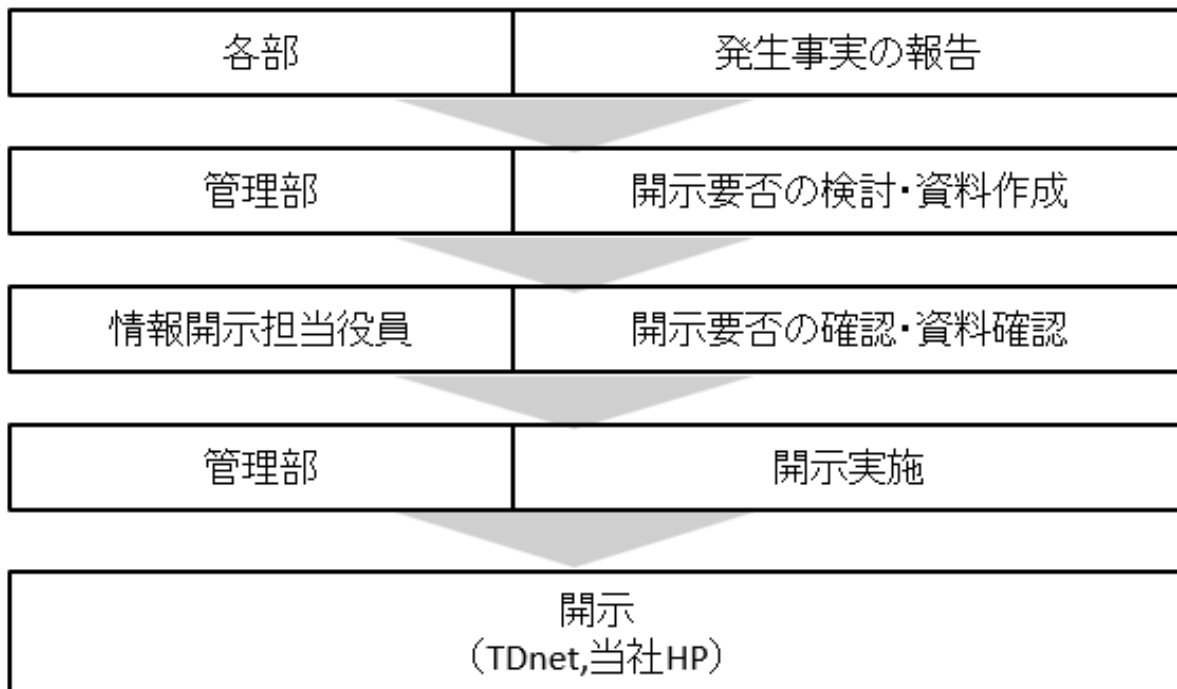 各部 発生事実の報告
管理部 開示要否の検討・資料作成
情報開示担当役員 開示要否の確認・資料確認
管理部 開示実施
開示
（TDnet,当社HP）